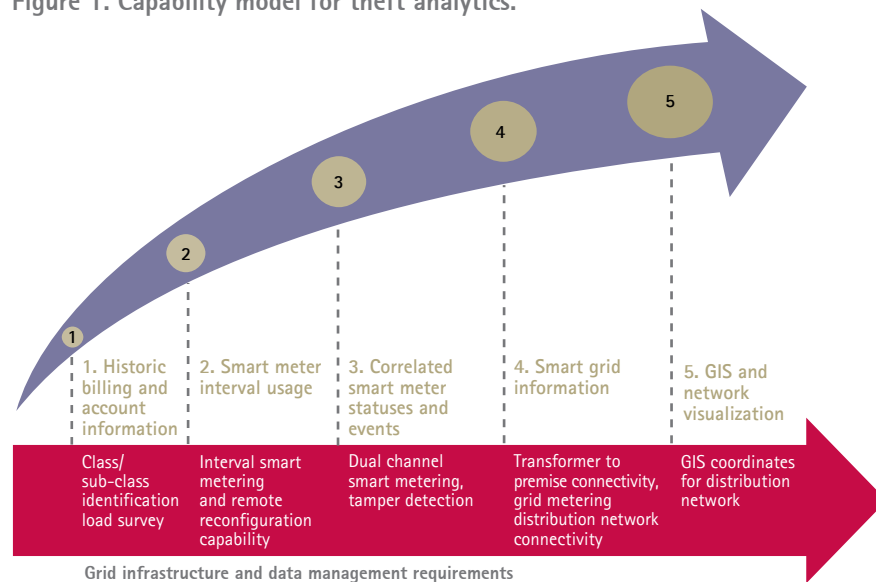 Figure 1. Capability model for theft analytics.
5
4
3
2
1
1. Historic
billing and
account
information
2. Smart meter
interval usage
3. Correlated
smart meter
statuses and
events
4. Smart grid
information
5. GIS and
network
visualization
Class/
sub-class
identification
load survey
Interval smart
metering
and remote
reconfiguration
capability
Dual channel
smart metering,
tamper detection
Transformer to
premise connectivity,
grid metering
distribution network
connectivity
GIS coordinates
for distribution
network
Grid infrastructure and data management requirements